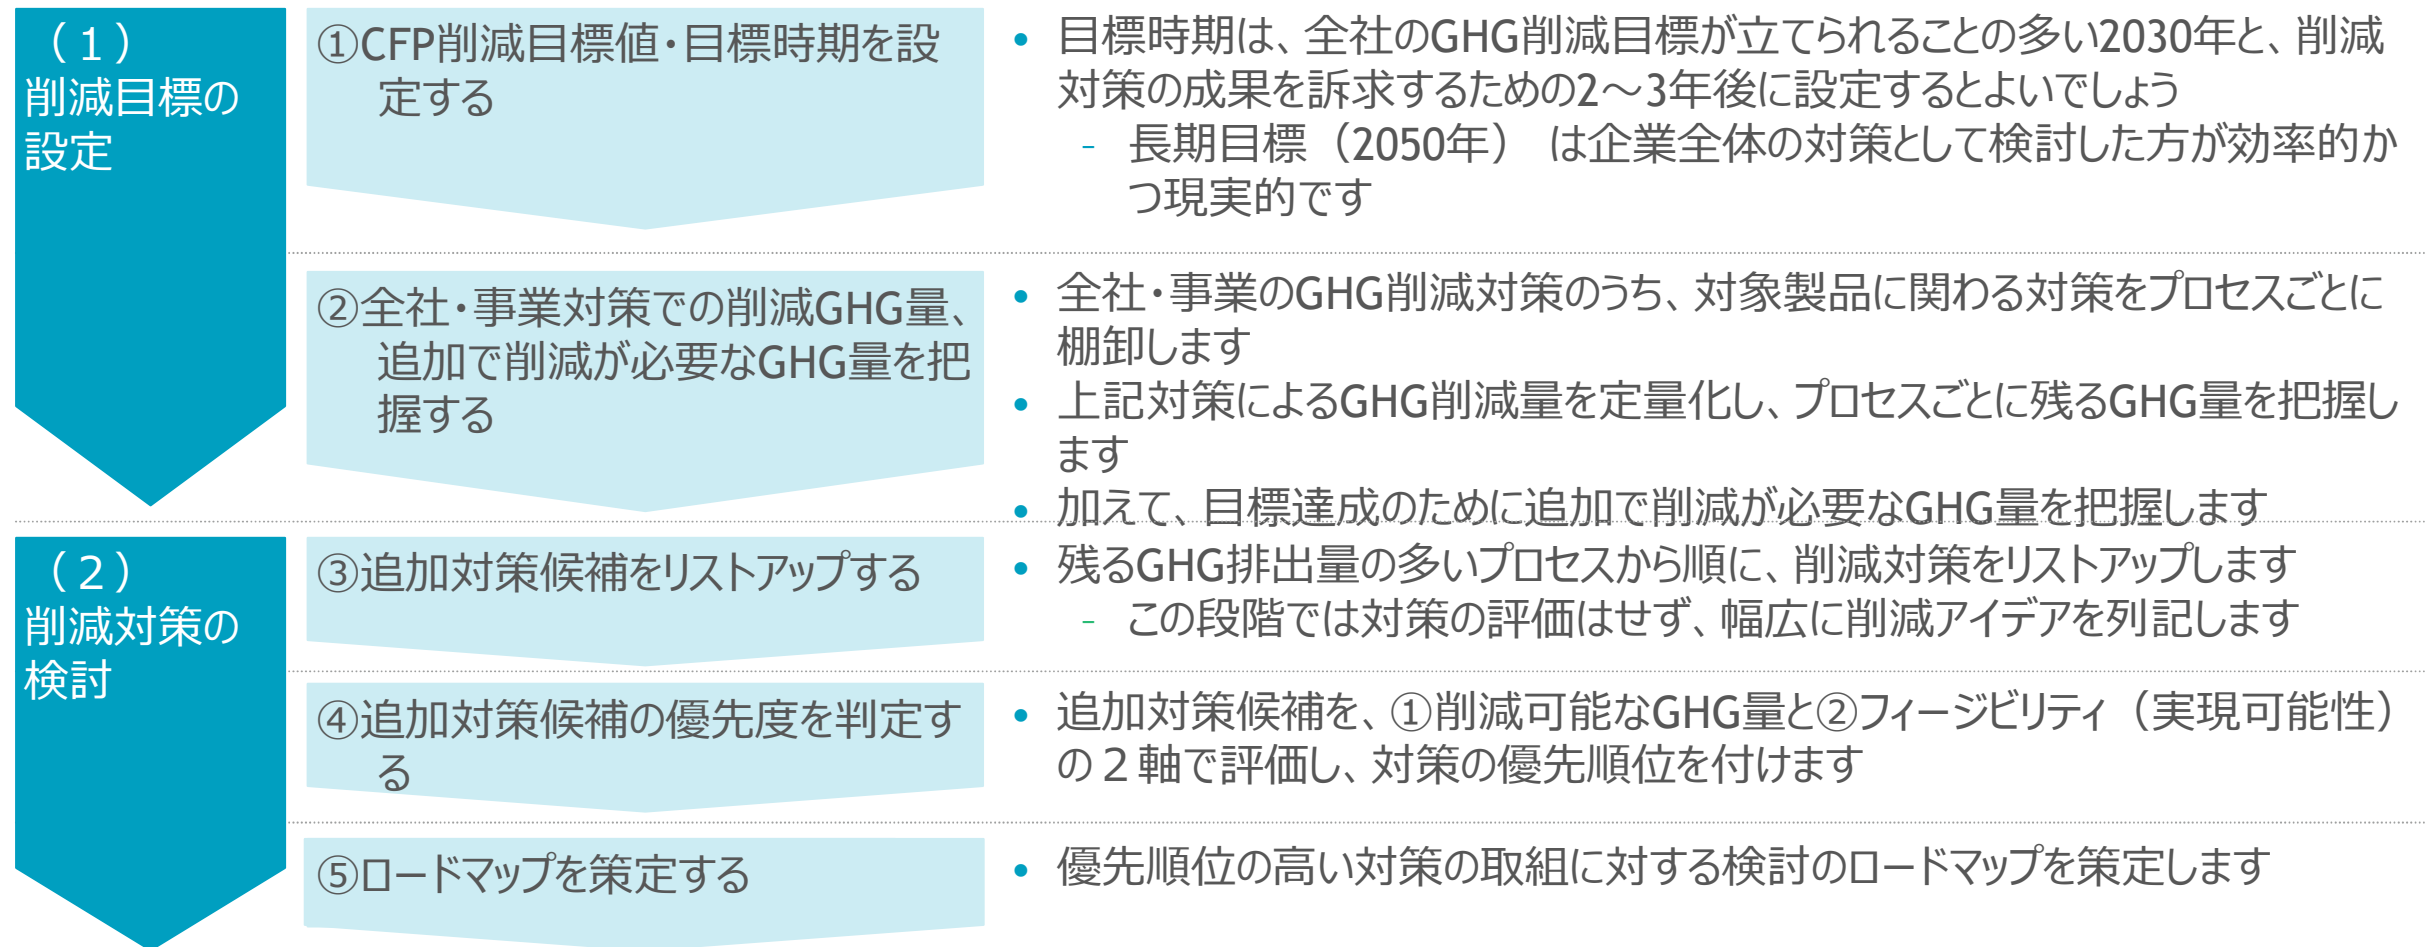 （１）
削減目標の
設定
①CFP削減目標値・目標時期を設
定する
• 目標時期は、全社のGHG削減目標が立てられることの多い2030年と、削減
対策の成果を訴求するための2～3年後に設定するとよいでしょう
- 長期目標（2050年） は企業全体の対策として検討した方が効率的か
つ現実的です
②全社・事業対策での削減GHG量、
追加で削減が必要なGHG量を把
握する
• 全社・事業のGHG削減対策のうち、対象製品に関わる対策をプロセスごとに
棚卸します
• 上記対策によるGHG削減量を定量化し、プロセスごとに残るGHG量を把握し
ます
• 加えて、目標達成のために追加で削減が必要なGHG量を把握します
（２）
削減対策の
検討
③追加対策候補をリストアップする
• 残るGHG排出量の多いプロセスから順に、削減対策をリストアップします
- この段階では対策の評価はせず、幅広に削減アイデアを列記します
④追加対策候補の優先度を判定す
る
• 追加対策候補を、①削減可能なGHG量と②フィージビリティ（実現可能性）
の２軸で評価し、対策の優先順位を付けます
⑤ロードマップを策定する
• 優先順位の高い対策の取組に対する検討のロードマップを策定します